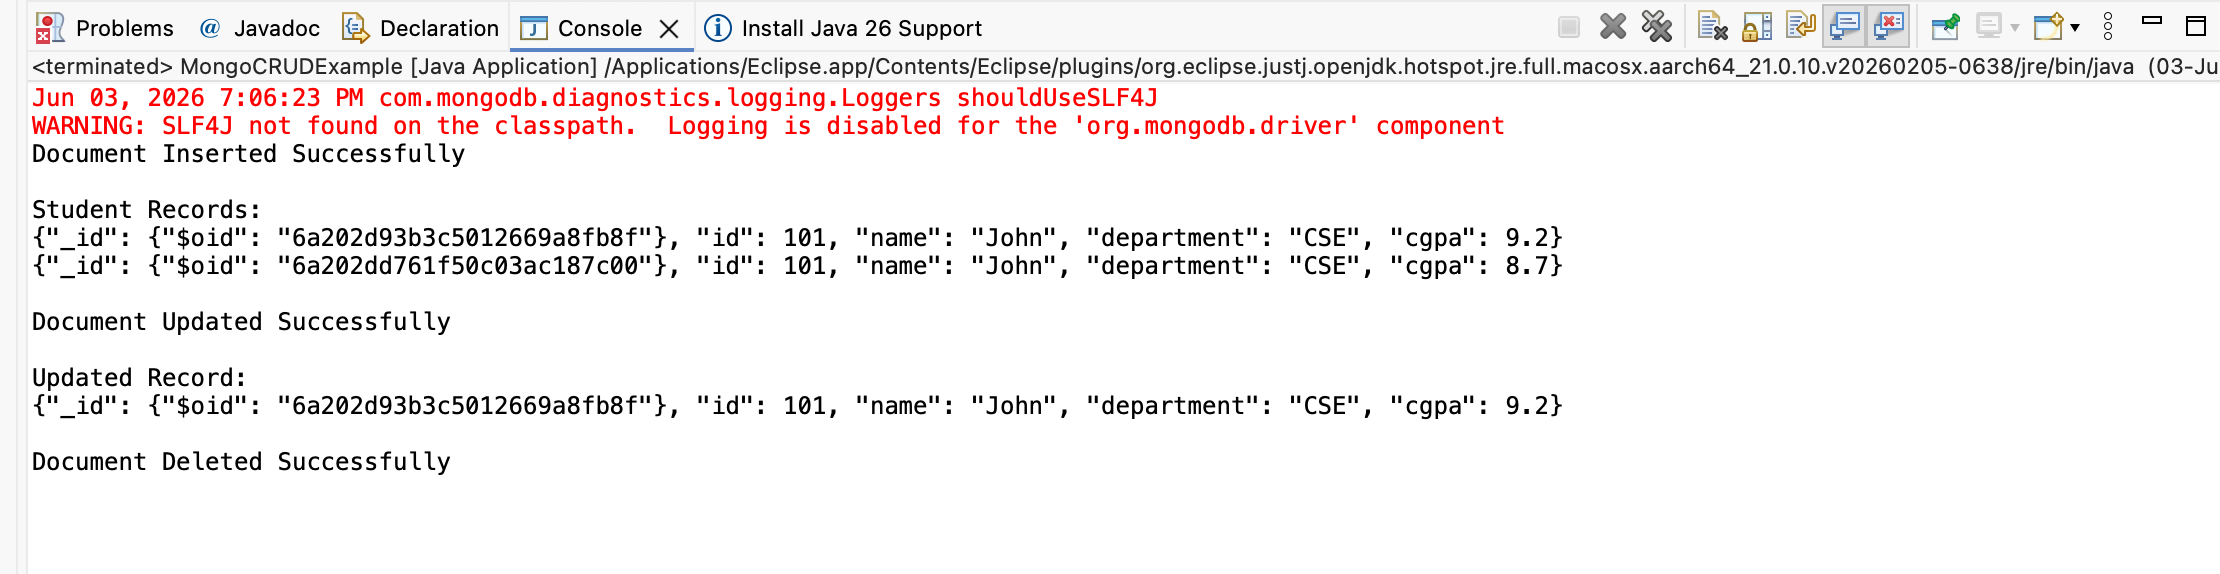 Problems @ Javadoc Declaration Console Install Java 26 Support
<terminated> MongoCRUDExample [Java Application] /Applications/Eclipse.app/Contents/Eclipse/plugins/org.eclipse.justj.openjdk.hotspot.jre.full.macosx.aarch64_21.0.10.v20260205-0638/jre/bin/java (03-Ju
Jun 03, 2026 7:06:23 PM com.mongodb.diagnostics.logging.Loggers shouldUseSLF4J
WARNING: SLF4J not found on the classpath.  Logging is disabled for the 'org.mongodb.driver' component
Document Inserted Successfully
Student Records:
{"_id": {"$oid": "6a202d93b3c5012669a8fb8f"}, "id": 101, "name": "John", "department": "CSE", "cgpa": 9.2}
{"_id": {"$oid": "6a202dd761f50c03ac187c00"}, "id": 101, "name": "John", "department": "CSE", "cgpa": 8.7}
Document Updated Successfully
Updated Record:
{"_id": {"$oid": "6a202d93b3c5012669a8fb8f"}, "id": 101, "name": "John", "department": "CSE", "cgpa": 9.2}
Document Deleted Successfully